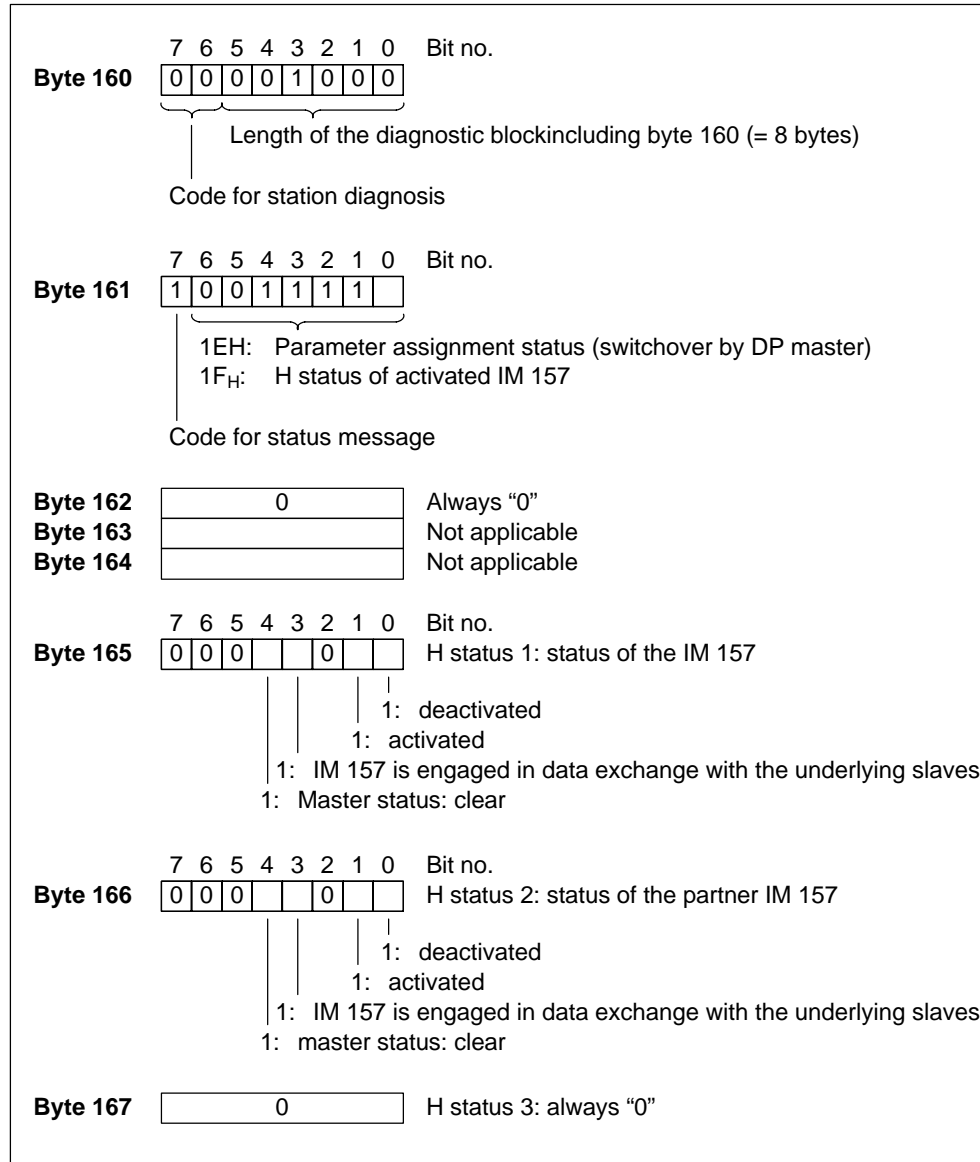 7 6 5 4 3 2 1 0 Bit no.
Byte 160 0 0 0 0 1 0 0 0
Length of the diagnostic blockincluding byte 160 (= 8 bytes)
Code for station diagnosis
7 6 5 4 3 2 1 0 Bit no.
Byte 161 1 0 0 1 1 1 1
1EH: Parameter assignment status (switchover by DP master)
1FH: H status of activated IM 157
Code for status message
Byte 162 0 Always “0”
Byte 163 Not applicable
Byte 164 Not applicable
7 6 5 4 3 2 1 0 Bit no.
Byte 165 0 0 0 0 H status 1: status of the IM 157
1: deactivated
1: activated
1: IM 157 is engaged in data exchange with the underlying slaves
1: Master status: clear
7 6 5 4 3 2 1 0 Bit no.
Byte 166 0 0 0 0 H status 2: status of the partner IM 157
1: deactivated
1: activated
1: IM 157 is engaged in data exchange with the underlying slaves
1: master status: clear
Byte 167 0 H status 3: always “0”